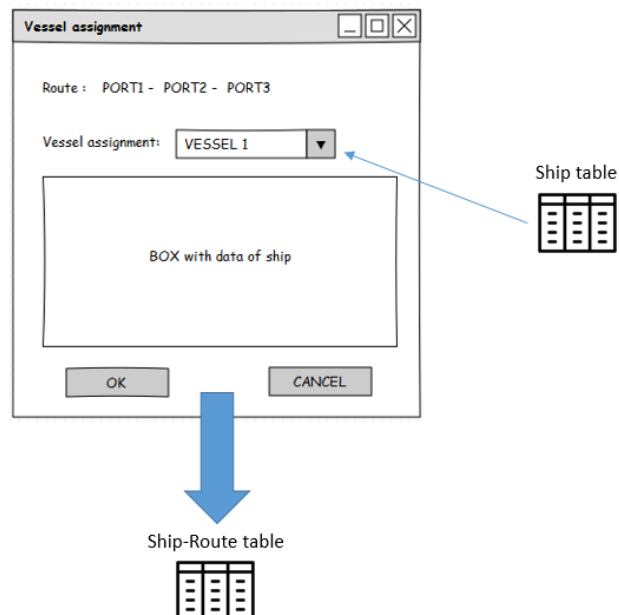 Vessel assignment
Route : PORT1 - PORT2 - PORT3
Vessel assignment: VESSEL 1
Ship table
BOX with data of ship
OK CANCEL
Ship-Route table